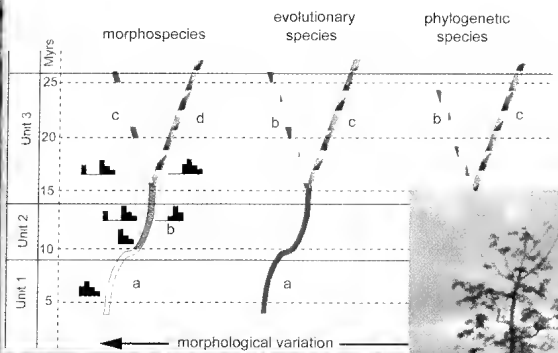 morphospecies
evolutionary
species
phylogenetic
species
Myrs
Unit 3
Unit 2
Unit 1
25
20
15
10
5
c
d
b
a
b
c
a
b
c
morphological variation